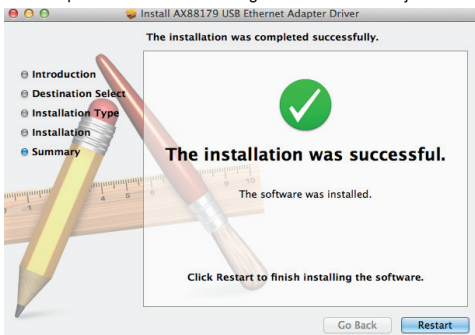 Install AX88179 USB Ethernet Adapter Driver
The installation was completed successfully.
Introduction
Destination Select
Installation Type
Installation
Summary
The installation was successful.
The software was installed.
Click Restart to finish installing the software.
Go Back
Restart